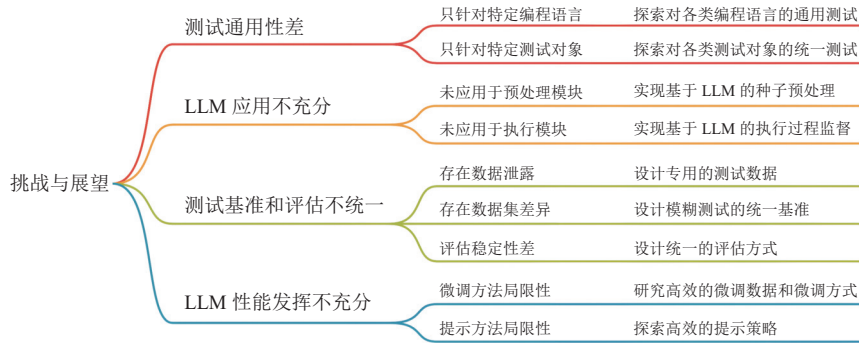 测试通用性差
只针对特定编程语言 探索对各类编程语言的通用测试
只针对特定测试对象 探索对各类测试对象的统一测试
LLM 应用不充分
未应用于预处理模块 实现基于 LLM 的种子预处理
未应用于执行模块 实现基于 LLM 的执行过程监督
挑战与展望
测试基准和评估不统一
存在数据泄露 设计专用的测试数据
存在数据集差异 设计模糊测试的统一基准
评估稳定性差 设计统一的评估方式
LLM 性能发挥不充分
微调方法局限性 研究高效的微调数据和微调方式
提示方法局限性 探索高效的提示策略